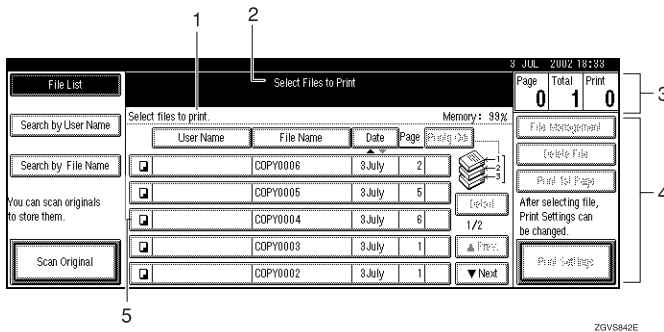 1
2
3 JUL 2002 18:33
File List
Select Files to Print
Page Total Print
0 1 0
3
Select files to print.
Memory : 99%
Search by User Name
User Name
File Name
Date
Page
File Management
1
2
3
Delete File
Search by File Name
COPY0006
3July
2
Print 1st Page
4
COPY0005
3July
5
Detail
You can scan originals
to store them.
COPY0004
3July
6
1/2
After selecting file,
Print Settings can
be changed.
COPY0003
3July
1
▲ Prev.
Scan Original
COPY0002
3July
1
▼ Next
Print Settings
5
ZGVS842E